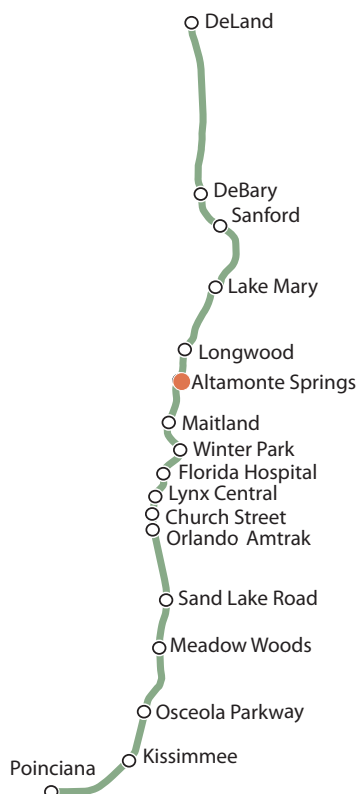 DeLand
DeBary
Sanford
Lake Mary
Longwood
Altamonte Springs
Maitland
Winter Park
Florida Hospital
Lynx Central
Church Street
Orlando Amtrak
Sand Lake Road
Meadow Woods
Osceola Parkway
Kissimmee
Poinciana